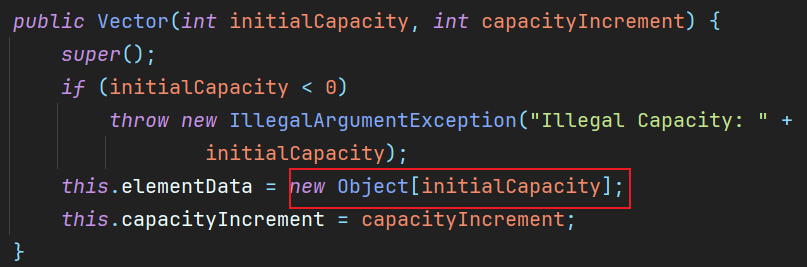 public Vector(int initialCapacity, int capacityIncrement) {
    super();
    if (initialCapacity < 0)
        throw new IllegalArgumentException("Illegal Capacity: " +
                initialCapacity);
    this.elementData = new Object[initialCapacity];
    this.capacityIncrement = capacityIncrement;
}